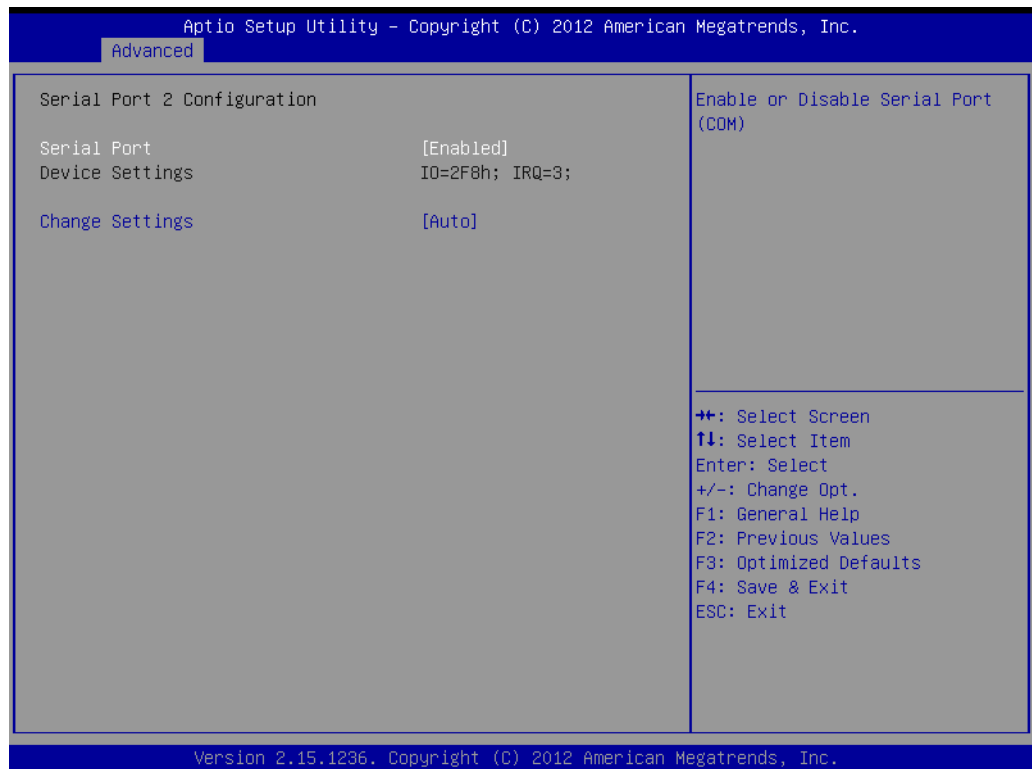 Aptio Setup Utility – Copyright (C) 2012 American Megatrends, Inc.
Advanced
Serial Port 2 Configuration
Serial Port [Enabled]
Device Settings IO=2F8h; IRQ=3;
Change Settings [Auto]
Enable or Disable Serial Port
(COM)
→←: Select Screen
↑↓: Select Item
Enter: Select
+/-: Change Opt.
F1: General Help
F2: Previous Values
F3: Optimized Defaults
F4: Save & Exit
ESC: Exit
Version 2.15.1236. Copyright (C) 2012 American Megatrends, Inc.